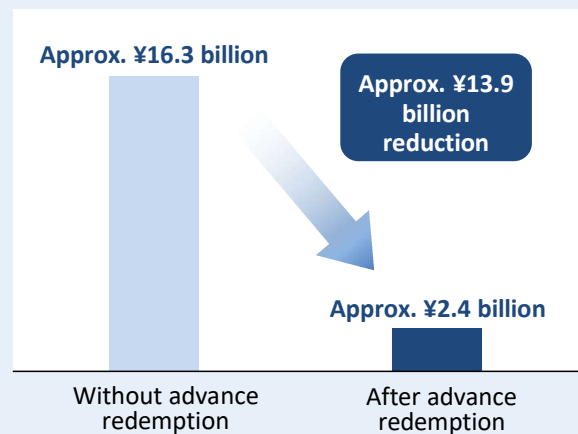 Approx. ¥16.3 billion
Approx. ¥13.9
billion
reduction
Approx. ¥2.4 billion
Without advance
redemption
After advance
redemption